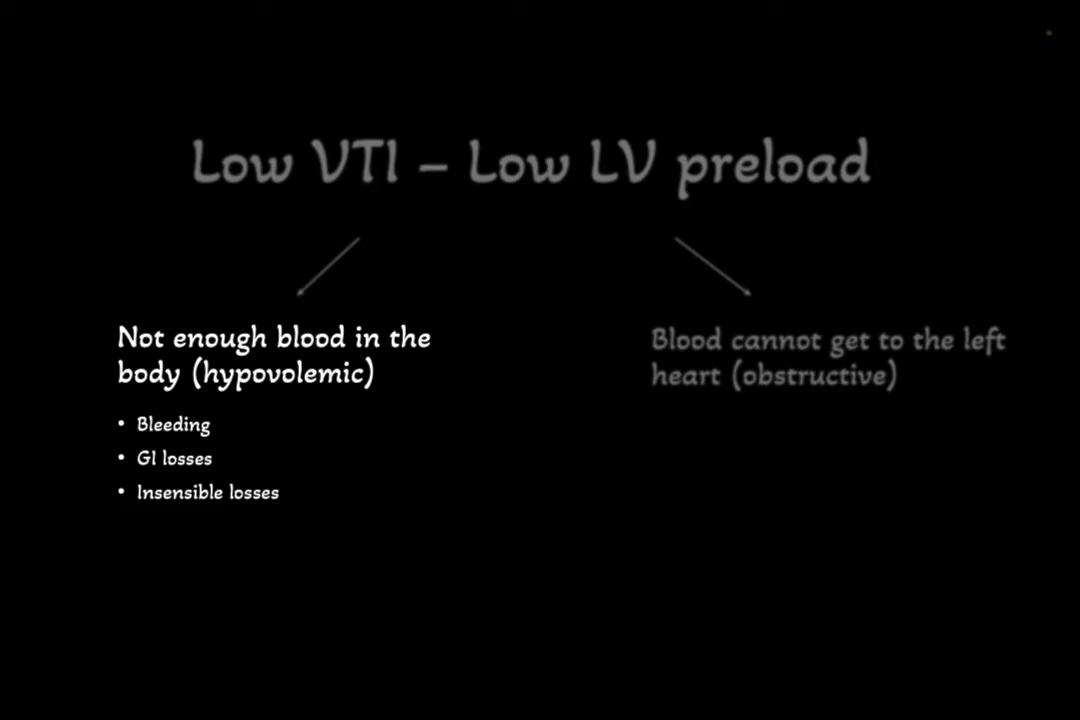 Low VTI – Low LV preload
Not enough blood in the
body (hypovolemic)
• Bleeding
• GI losses
• Insensible losses
Blood cannot get to the left
heart (obstructive)